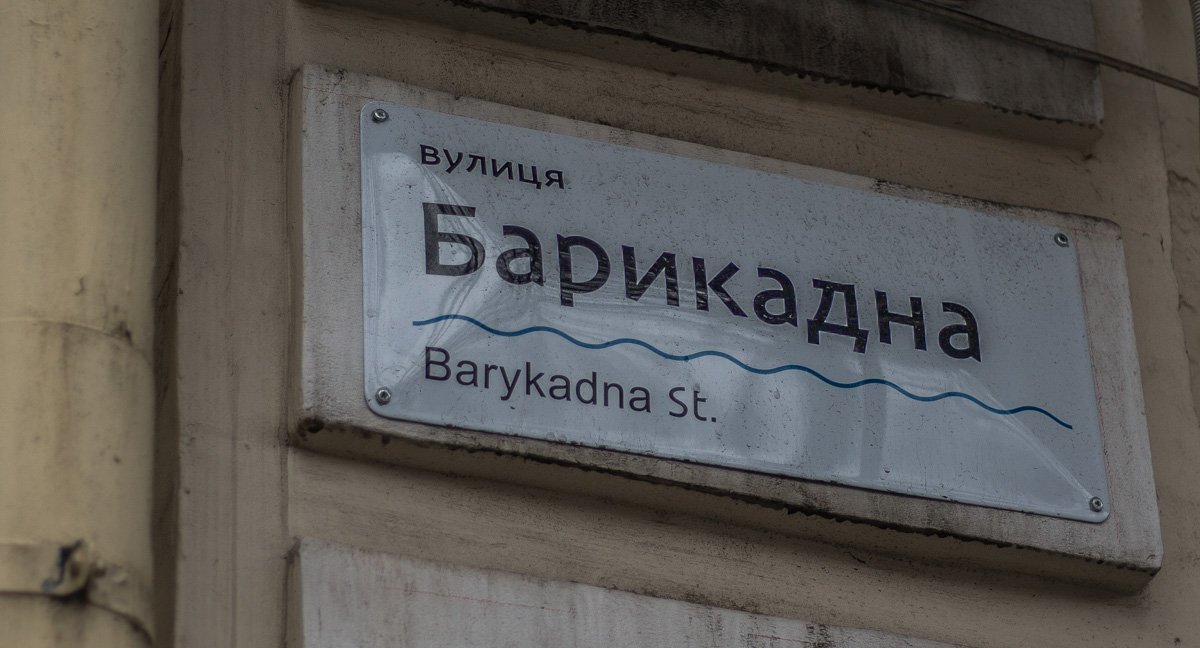 вулиця
Барикадна
Barykadna St.